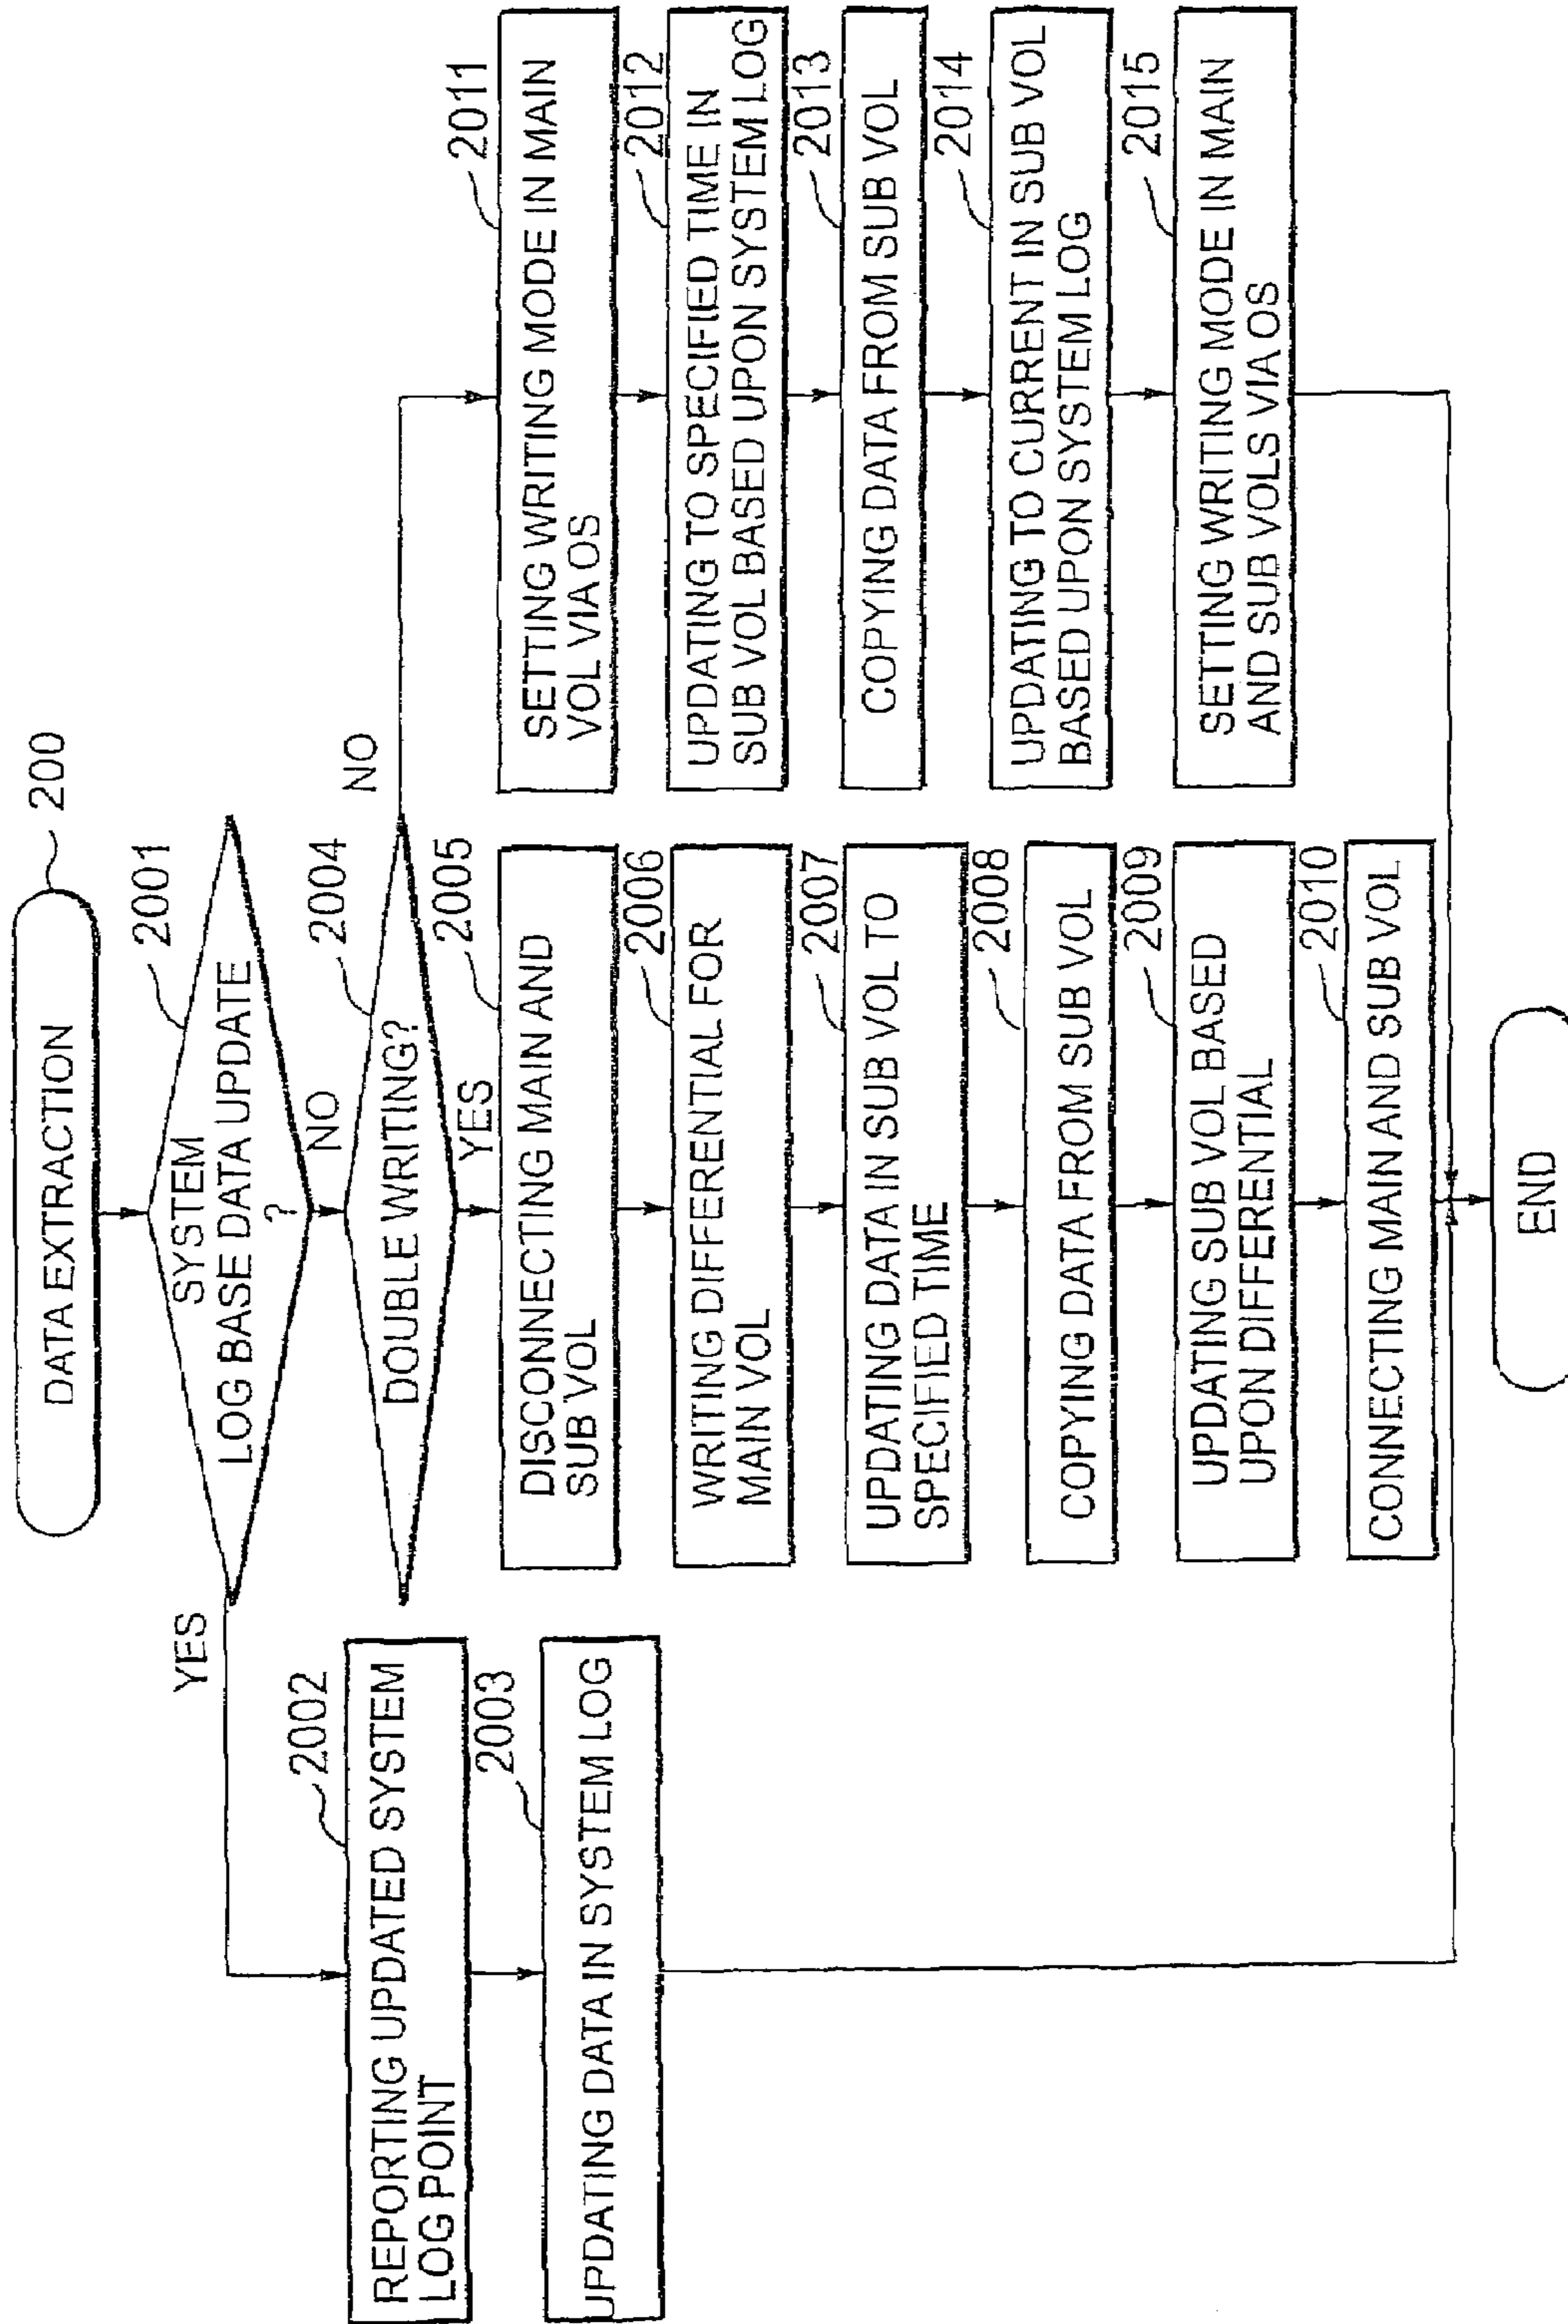 DATA EXTRACTION
200
SYSTEM
LOG BASE DATA UPDATE
?
2001
YES
NO
REPORTING UPDATED SYSTEM
LOG POINT
2002
UPDATING DATA IN SYSTEM LOG
2003
DOUBLE WRITING?
2004
YES
NO
DISCONNECTING MAIN AND
SUB VOL
2005
WRITING DIFFERENTIAL FOR
MAIN VOL
2006
UPDATING DATA IN SUB VOL TO
SPECIFIED TIME
2007
COPYING DATA FROM SUB VOL
2008
UPDATING SUB VOL BASED
UPON DIFFERENTIAL
2009
CONNECTING MAIN AND SUB VOL
2010
SETTING WRITING MODE IN MAIN
VOL VIA OS
2011
UPDATING TO SPECIFIED TIME IN
SUB VOL BASED UPON SYSTEM LOG
2012
COPYING DATA FROM SUB VOL
2013
UPDATING TO CURRENT IN SUB VOL
BASED UPON SYSTEM LOG
2014
SETTING WRITING MODE IN MAIN
AND SUB VOLS VIA OS
2015
END